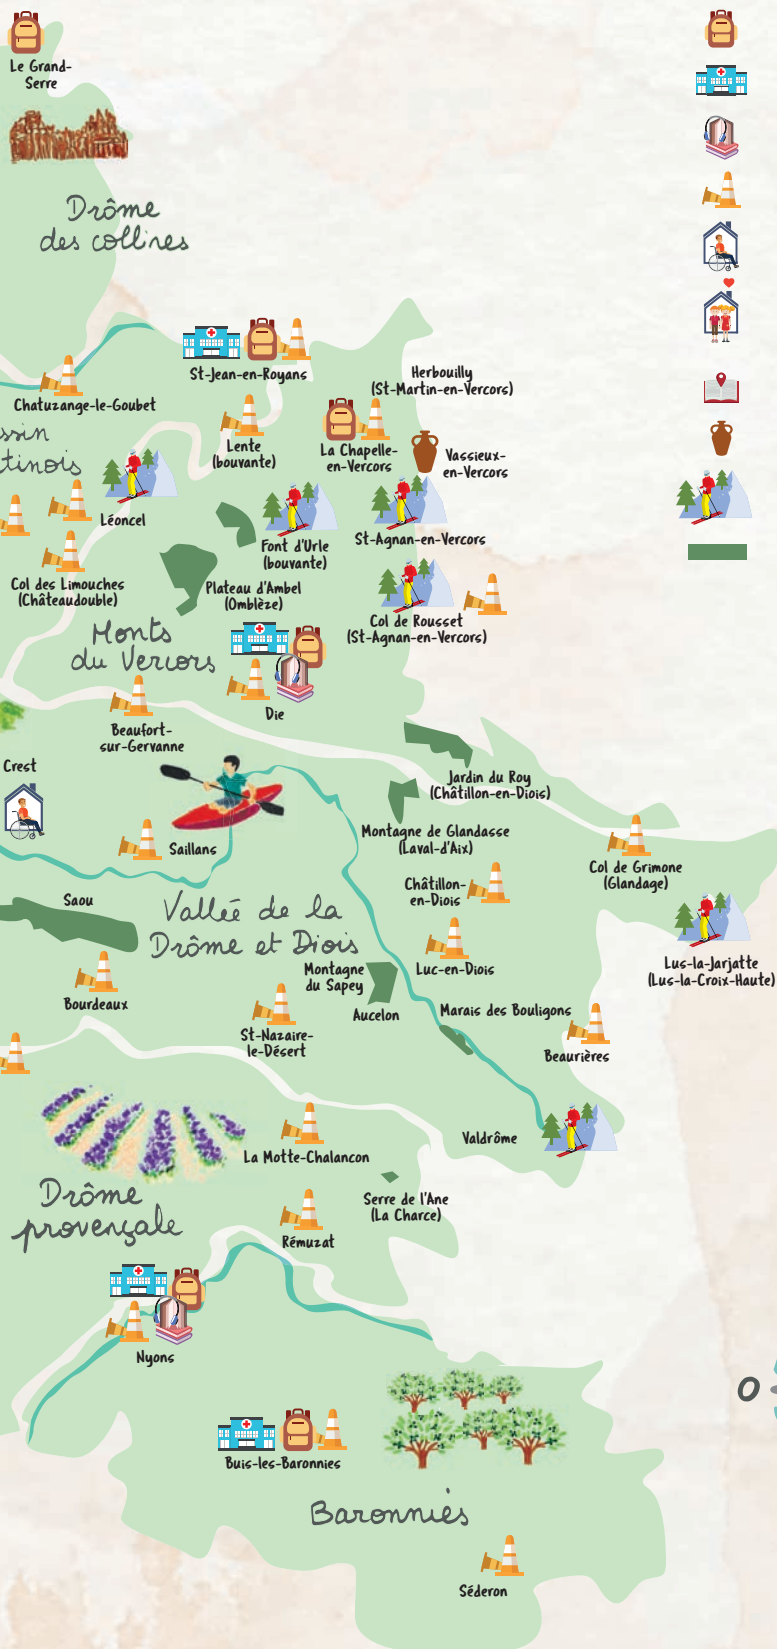 Le Grand-
Serre
Drôme
des collines
St-Jean-en-Royans
Herbouilly
(St-Martin-en-Vercors)
Chatuzange-le-Goubet
Lente
(bouvante)
La Chapelle-
en-Vercors
Vassieux-
en-Vercors
ssin
tinois
Léoncel
Font d'Urle
(bouvante)
St-Agnan-en-Vercors
Col des Limouches
(Châteaudouble)
Plateau d'Ambel
(Omblèze)
Col de Rousset
(St-Agnan-en-Vercors)
Monts
du Vercors
Die
Beaufort-
sur-Gervanne
Crest
Jardin du Roy
(Châtillon-en-Diois)
Saillans
Montagne de Glandasse
(Laval-d'Aix)
Col de Grimone
(Glandage)
Châtillon-
en-Diois
Saou
Valléé de la
Drôme et Diois
Lus-la-Jarjatte
(Lus-la-Croix-Haute)
Luc-en-Diois
Montagne
du Sapey
Bourdeaux
Aucelon
Marais des Bouligons
St-Nazaire-
le-Désert
Beaurières
Valdrôme
La Motte-Chalancon
Drôme
provençale
Serre de l'Ane
(La Charce)
Rémuzat
Nyons
O
Buis-les-Baronnies
Baronniés
Séderon